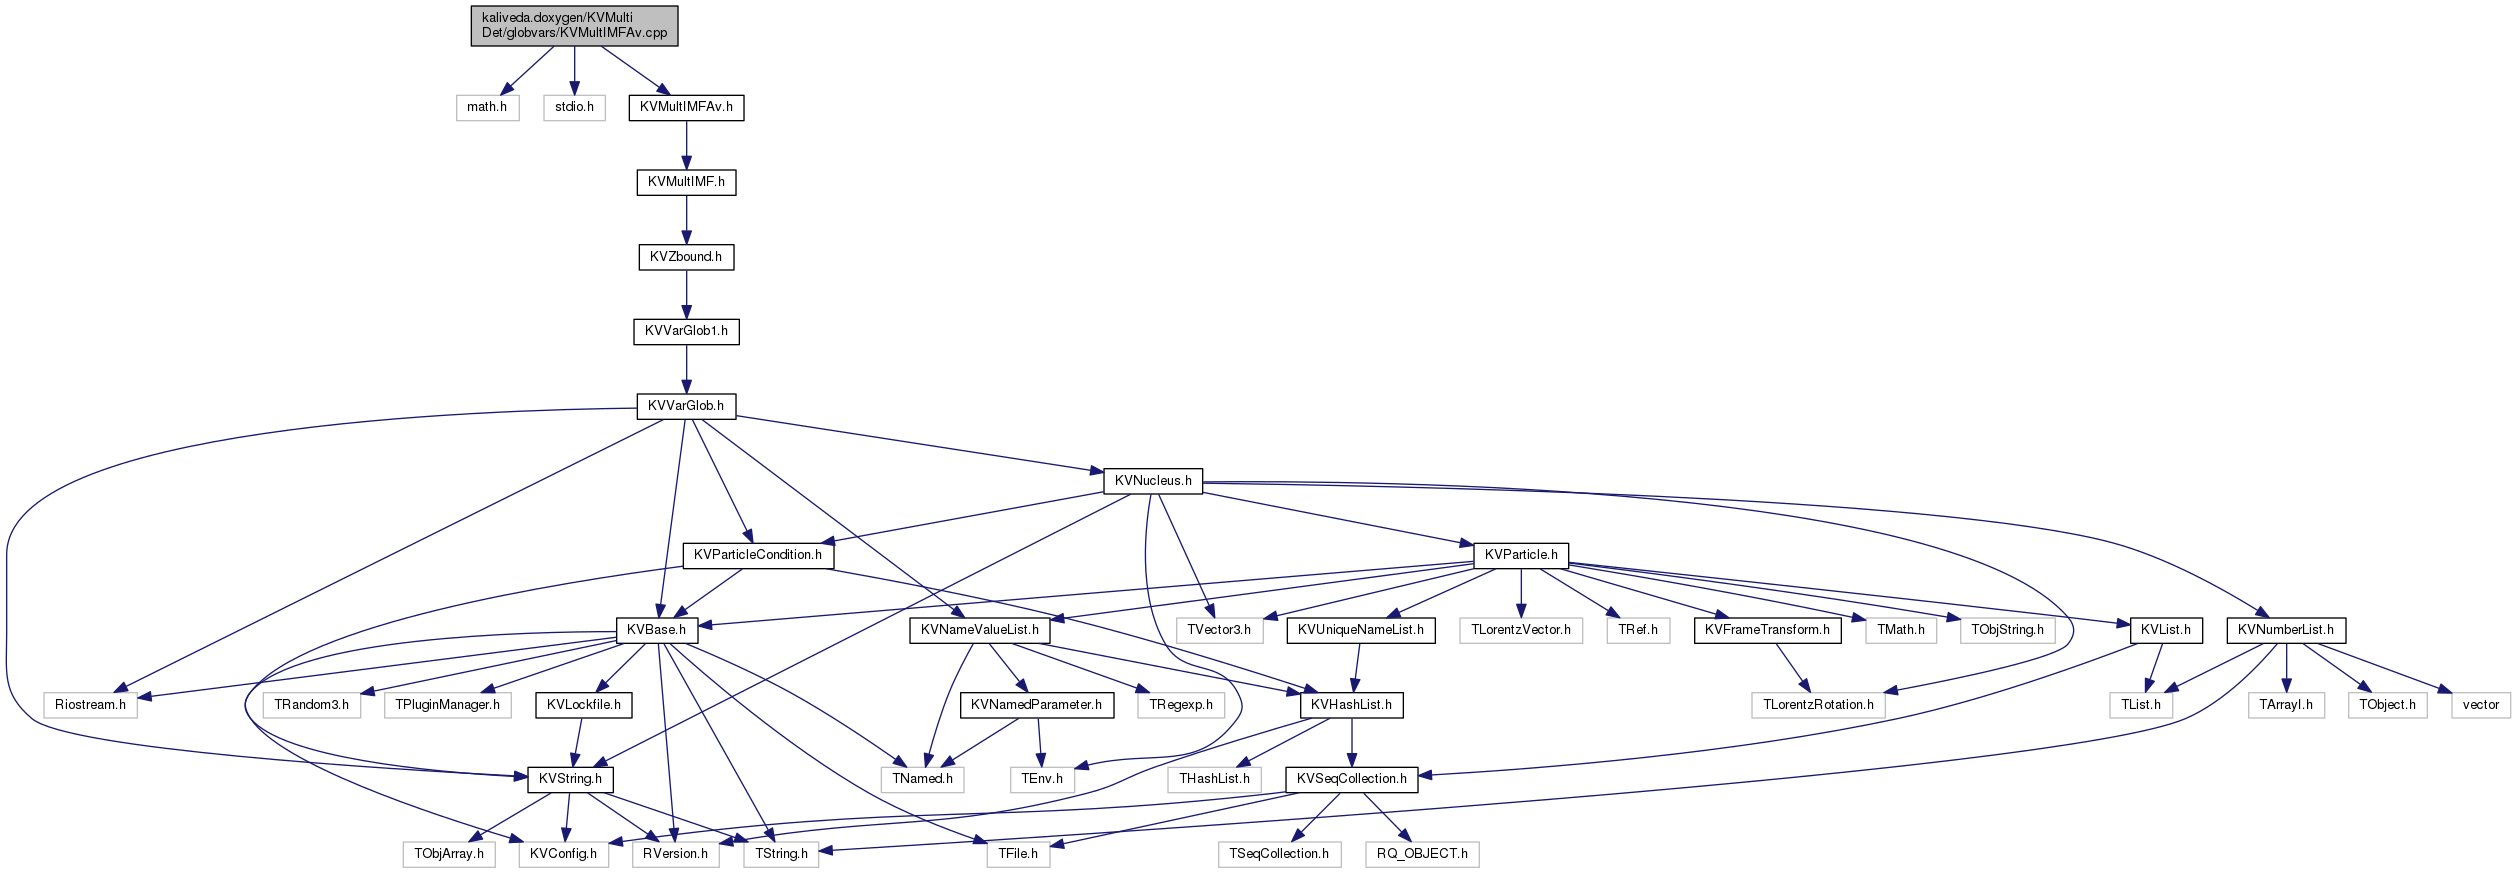 kaliveda.doxygen/KVMulti
Det/globvars/KVMultIMFAv.cpp
math.h
stdio.h
KVMultIMFAv.h
KVMultIMF.h
KVZbound.h
KVVarGlob1.h
KVVarGlob.h
KVNucleus.h
KVParticleCondition.h
KVParticle.h
KVBase.h
KVNameValueList.h
TVector3.h
KVUniqueNameList.h
TLorentzVector.h
TRef.h
KVFrameTransform.h
TMath.h
TObjString.h
KVList.h
KVNumberList.h
Riostream.h
TRandom3.h
TPluginManager.h
KVLockfile.h
KVNamedParameter.h
TRegexp.h
KVHashList.h
TLorentzRotation.h
TList.h
TArrayI.h
TObject.h
vector
KVString.h
TNamed.h
TEnv.h
THashList.h
KVSeqCollection.h
TObjArray.h
KVConfig.h
RVersion.h
TString.h
TFile.h
TSeqCollection.h
RQ_OBJECT.h